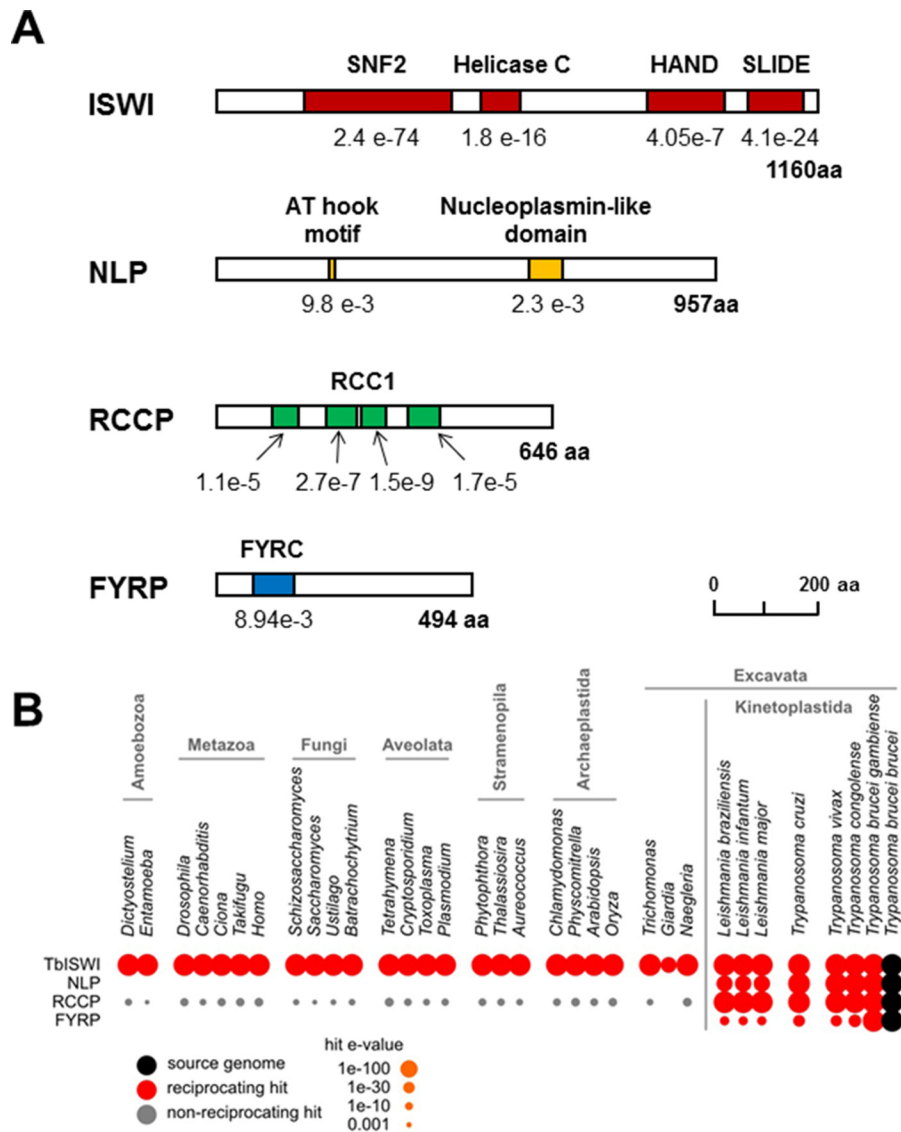 A
SNF2 Helicase C HAND SLIDE
ISWI
2.4 e-74 1.8 e-16 4.05e-7 4.1e-24
1160aa
AT hook motif
Nucleoplasmin-like domain
NLP
9.8 e-3 2.3 e-3 957aa
RCC1
RCCP
646 aa
1.1e-5 2.7e-7 1.5e-9 1.7e-5
FYRC
FYRP
8.94e-3 494 aa
0 200 aa
B
Amoebozoa
Metazoa
Fungi
Aveolata
Stramenopila
Archaeplastida
Excavata
Kinetoplastida
Dictyostelium
Entamoeba
Drosophila
Caenorhabditis
Ciona
Takifugu
Homo
Schizosaccharomyces
Saccharomyces
Ustilago
Batrachochytrium
Tetrahymena
Cryptosporidium
Toxoplasma
Plasmodium
Phytophthora
Thalassiosira
Aureococcus
Chlamydomonas
Physcomitrella
Arabidopsis
Oryza
Trichomonas
Giardia
Naegleria
Leishmania braziliensis
Leishmania infantum
Leishmania major
Trypanosoma cruzi
Trypanosoma vivax
Trypanosoma congolense
Trypanosoma brucei gambiense
Trypanosoma brucei brucei
TbISWI
NLP
RCCP
FYRP
source genome
reciprocating hit
non-reciprocating hit
hit e-value
1e-100
1e-30
1e-10
0.001